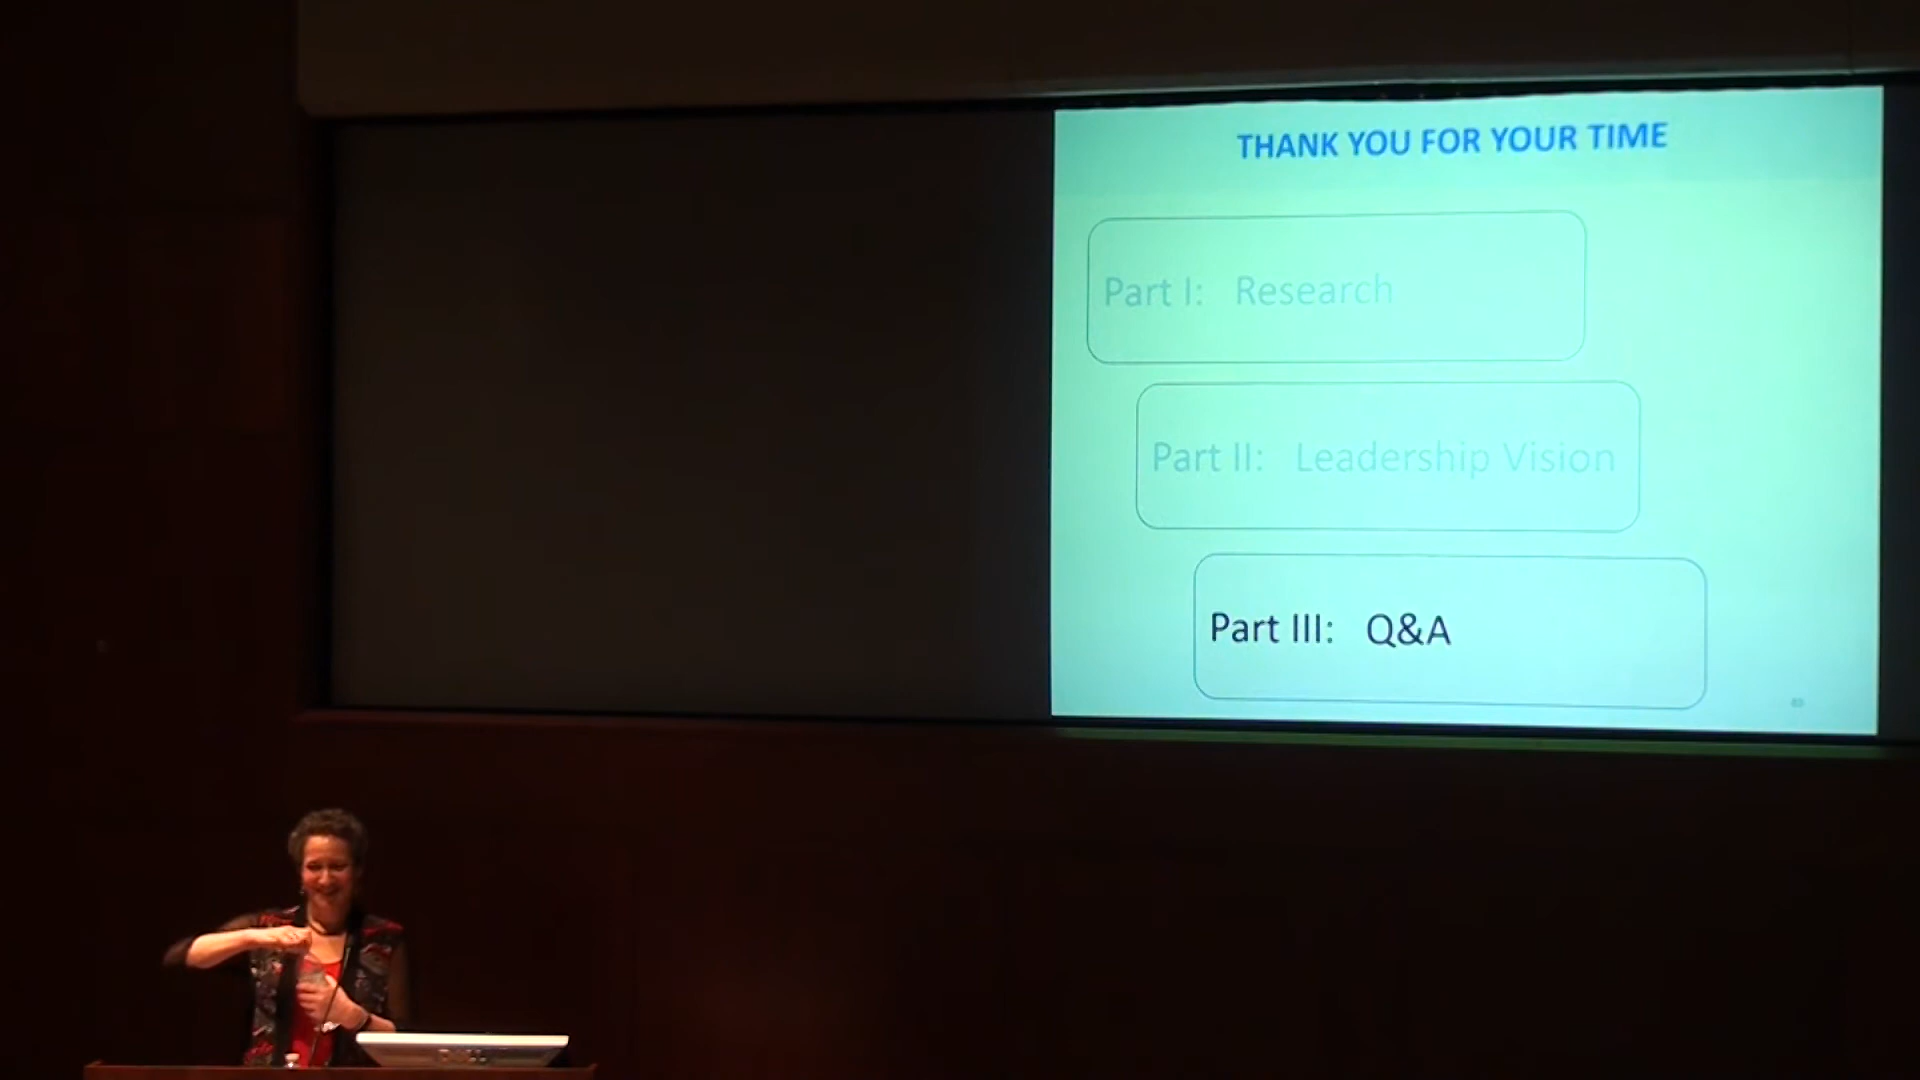 THANK YOU FOR YOUR TIME
Part I: Research
Part II: Leadership Vision
Part III: Q&A